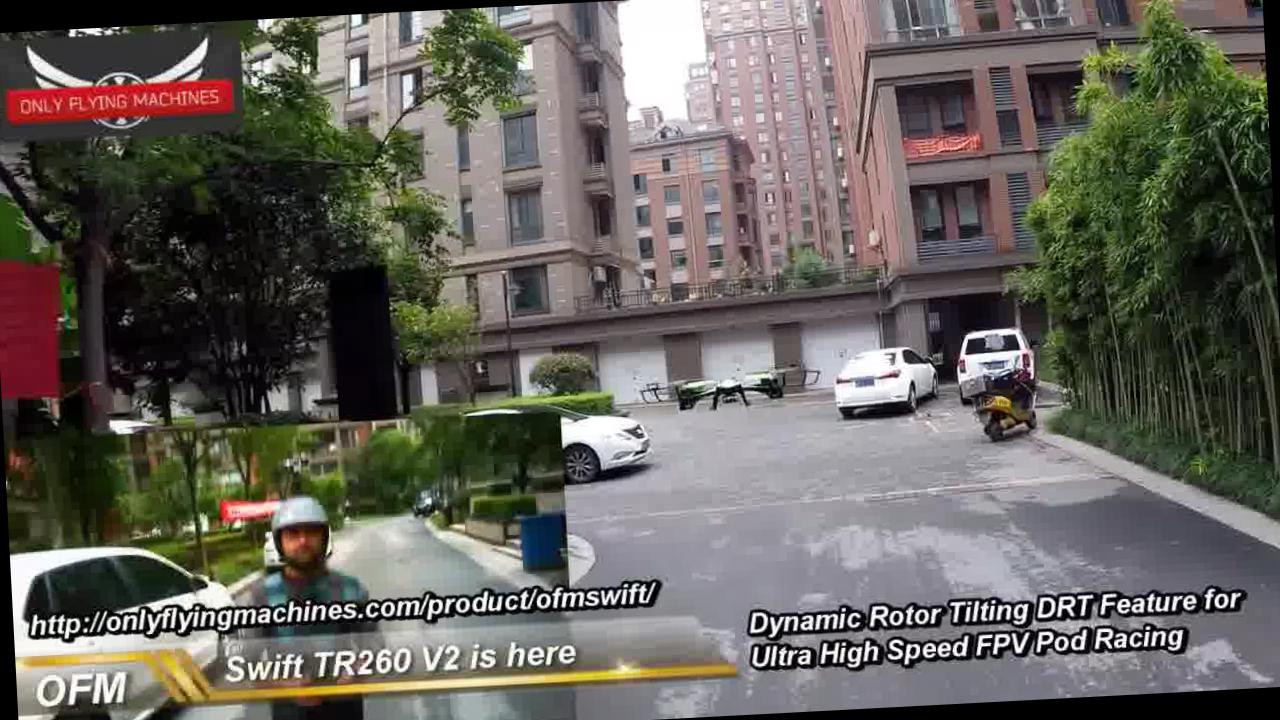 ONLY FLYING MACHINES
http://onlyflyingmachines.com/product/ofmswift/
Swift TR260 V2 is here
OFM
Dynamic Rotor Tilting DRT Feature for
Ultra High Speed FPV Pod Racing